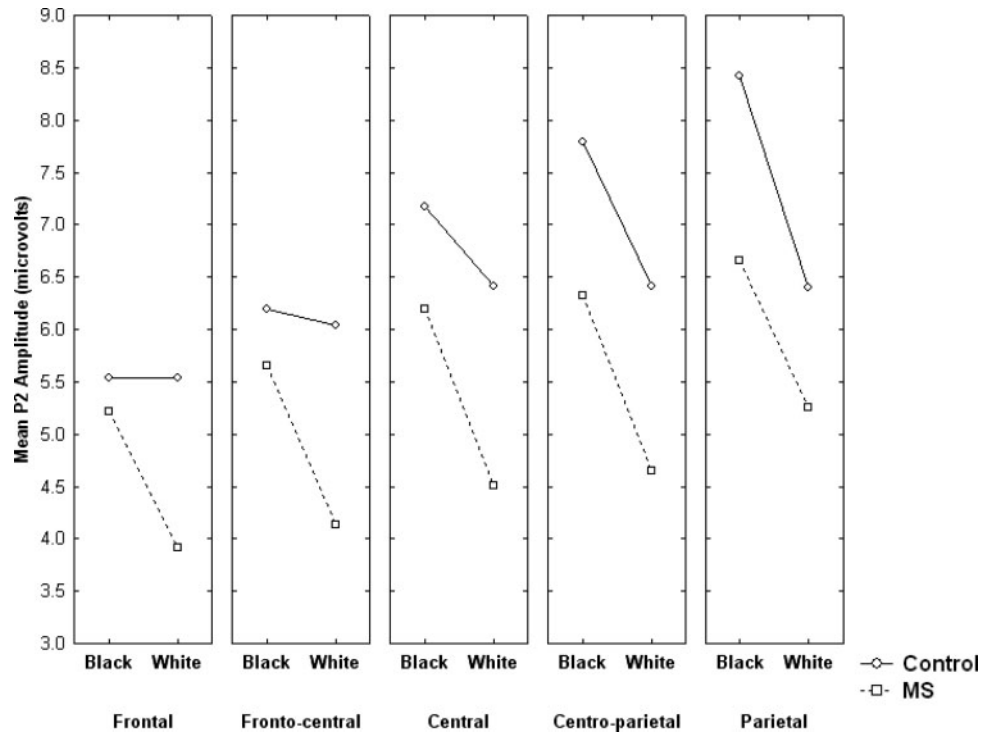 Mean P2 Amplitude (microvolts)
9.0
8.5
8.0
7.5
7.0
6.5
6.0
5.5
5.0
4.5
4.0
3.5
3.0
Black White Black White Black White Black White Black White
Frontal Fronto-central Central Centro-parietal Parietal
Control
MS